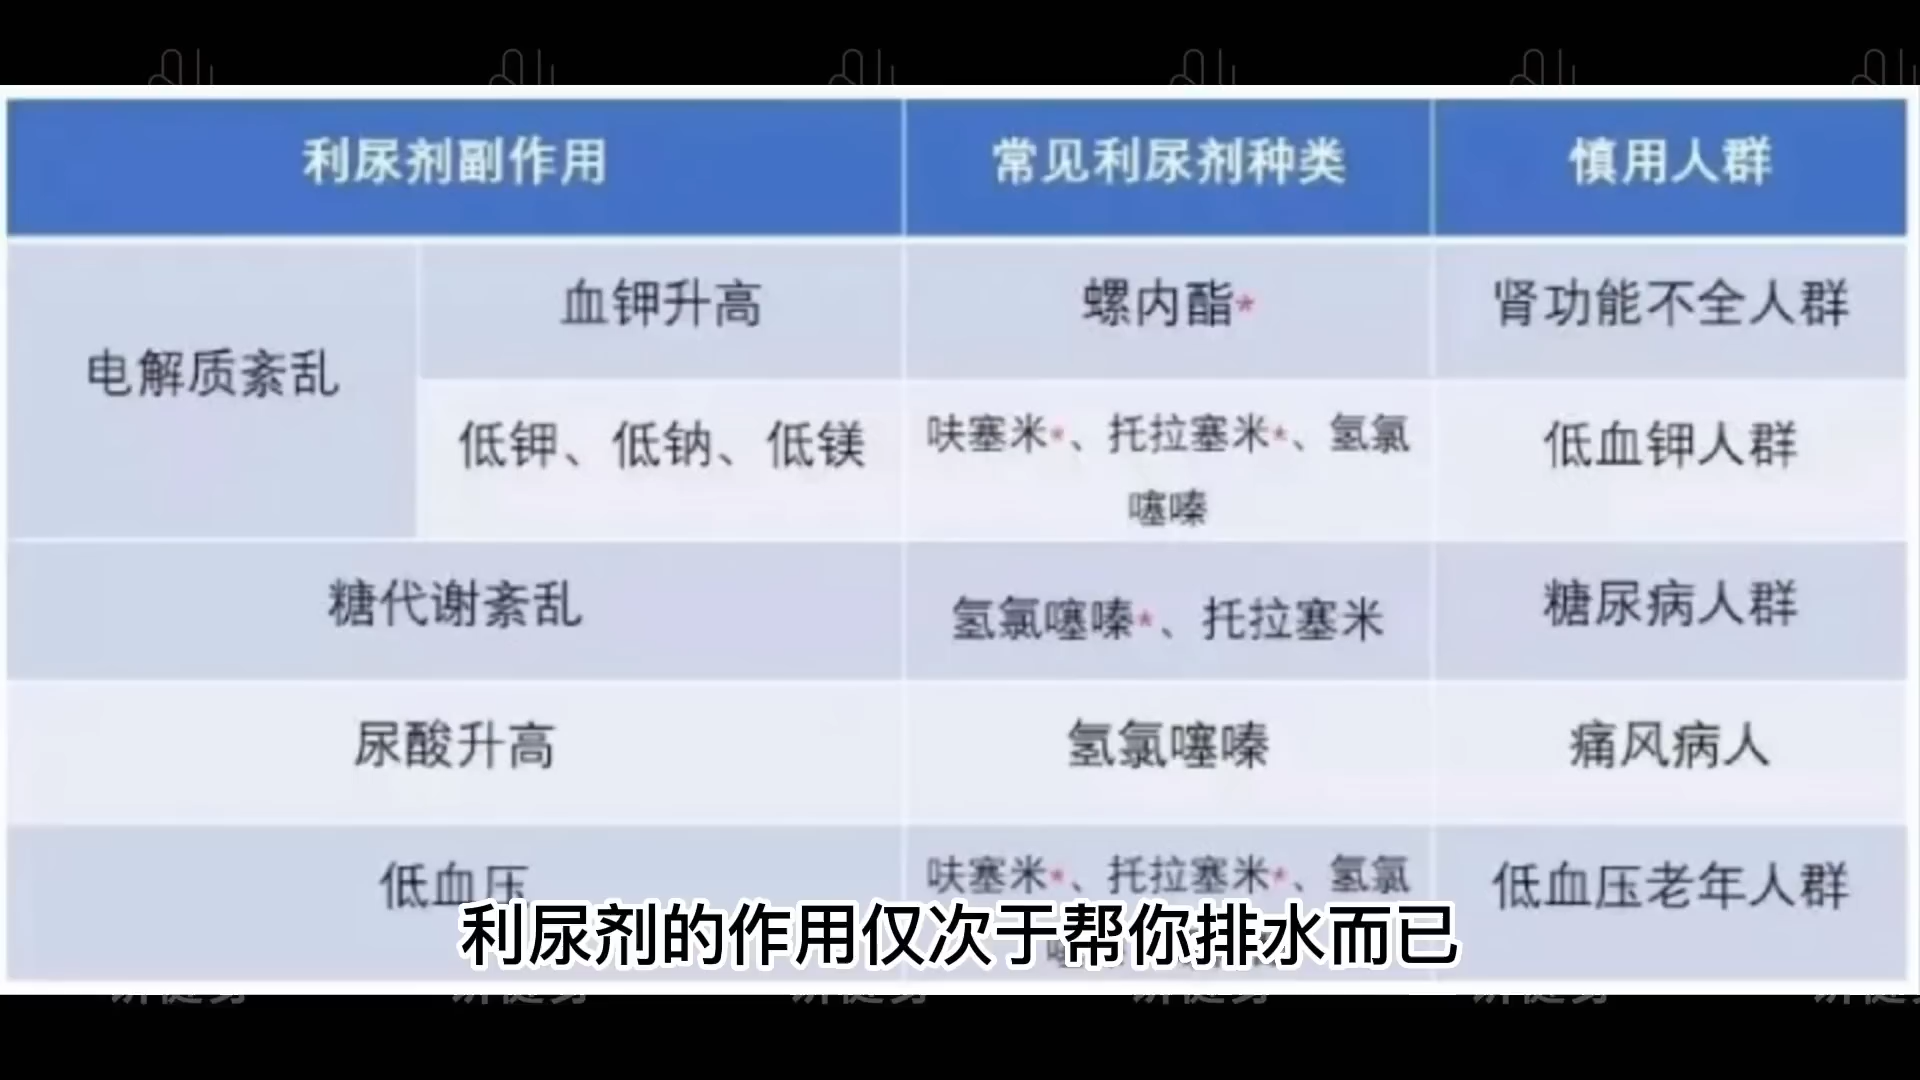 利尿剂副作用 常见利尿剂种类 慎用人群
电解质紊乱 血钾升高 螺内酯* 肾功能不全人群
低钾、低钠、低镁 呋塞米*、托拉塞米*、氢氯
噻嗪 低血钾人群
糖代谢紊乱 氢氯噻嗪*、托拉塞米 糖尿病人群
尿酸升高 氢氯噻嗪 痛风病人
低血压 呋塞米*、托拉塞米*、氢氯 低血压老年人群
利尿剂的作用仅次于帮你排水而已